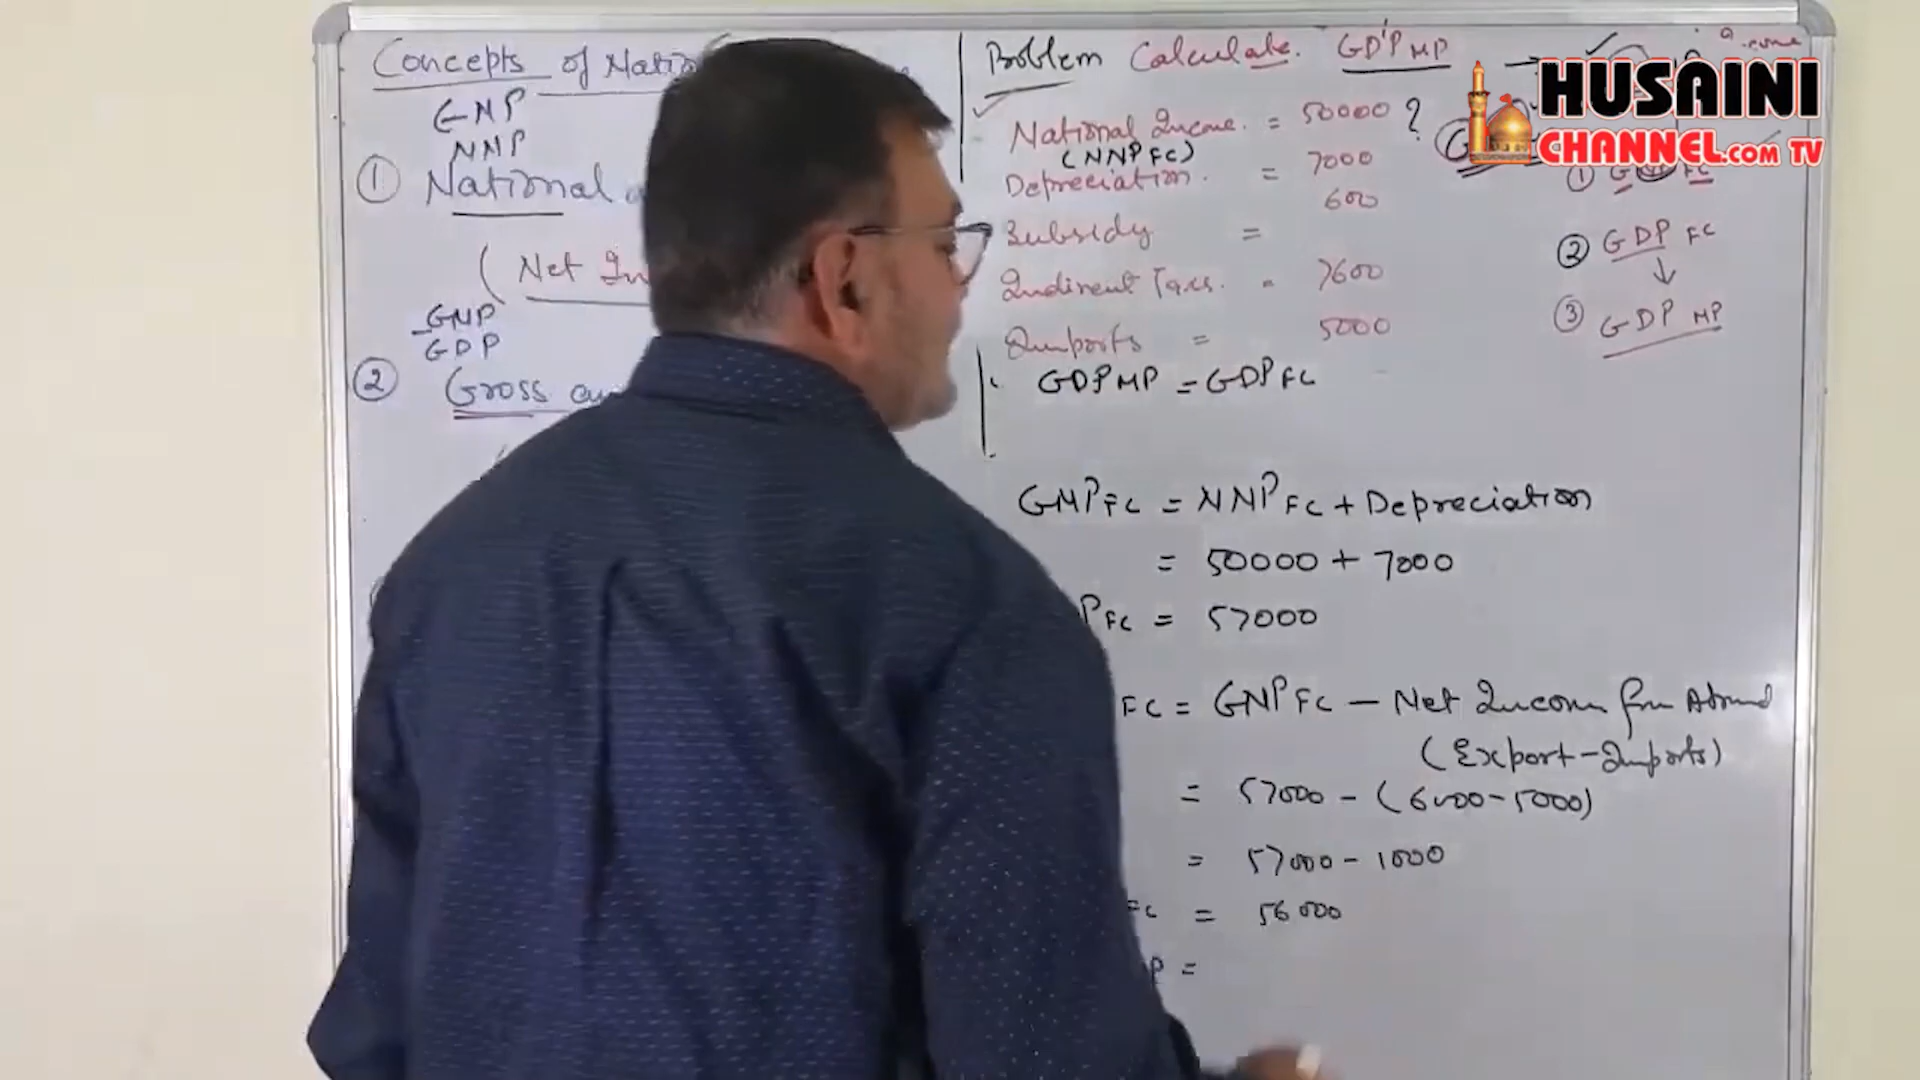 Concepts of Natio
GNP
NNP
① National
( Net In
GNP
GDP
② Gross
Problem Calculate. GDP MP
National Income. = 50000 ?
(NNP FC)
Depreciation. = 7000
Subsidy = 600
Indirect Taxes. = 7600
Imports = 5000
GDP MP = GDP FC
GNP FC = NNP FC + Depreciation
= 50000 + 7000
P FC = 57000
FC = GNP FC - Net Income from Abroad
(Export - Imports)
= 57000 - (6000 - 5000)
= 57000 - 1000
FC = 56000
P =
① GNP FC
② GDP FC
③ GDP MP
HUSAINI
CHANNEL.COM TV